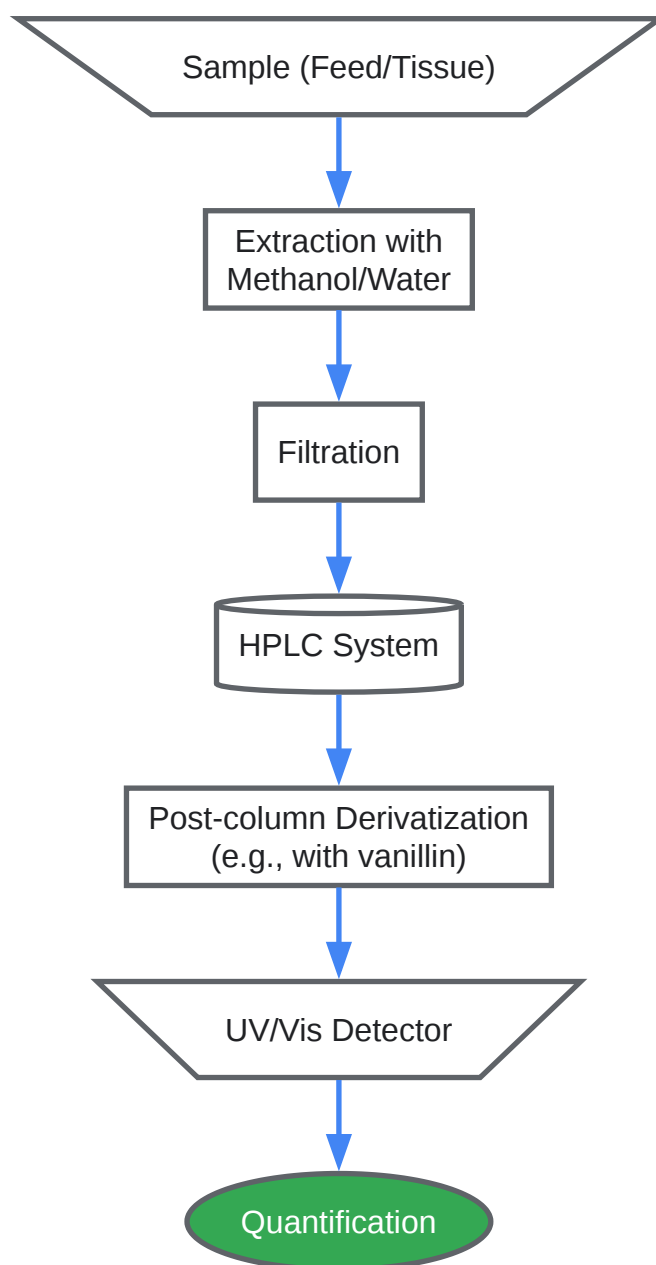 Sample (Feed/Tissue)
Extraction with
Methanol/Water
Filtration
HPLC System
Post-column Derivatization
(e.g., with vanillin)
UV/Vis Detector
Quantification